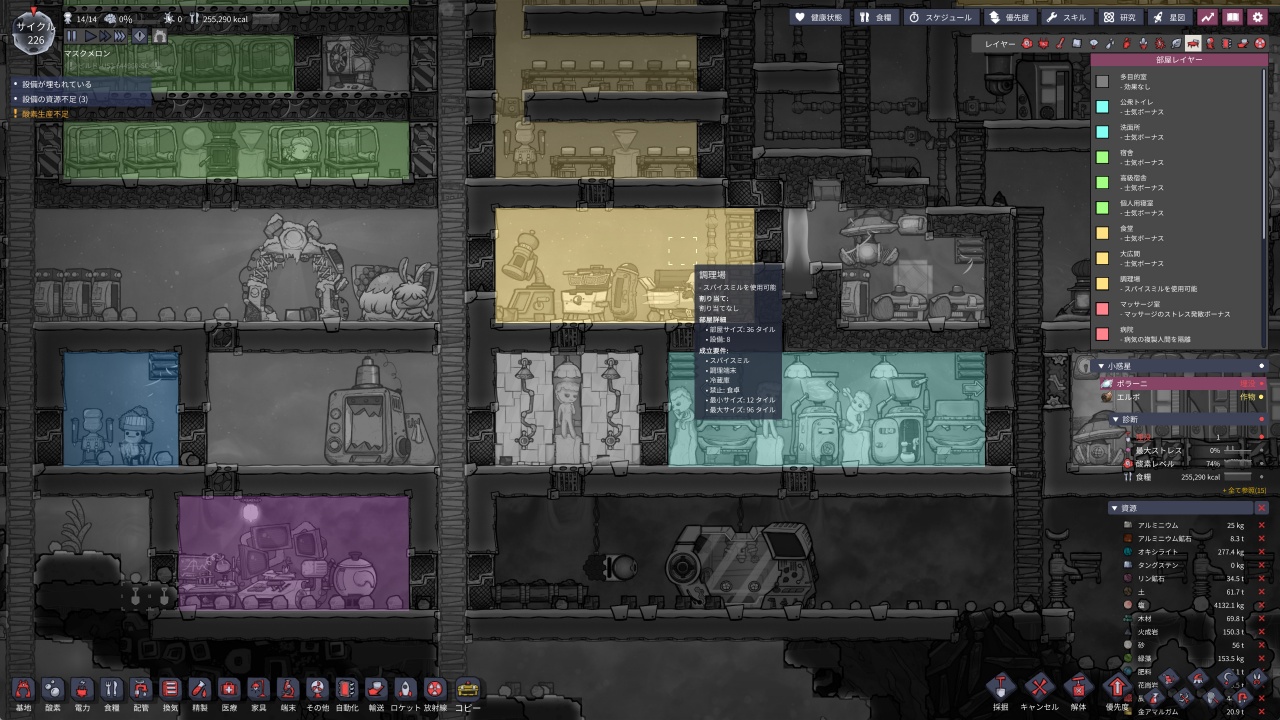 サイクル
226
14/14
0%
0
255,290 kcal
マスクメロン
設備が埋もれている
設備の資源不足 (3)
酸素生産不足
健康状態
食糧
スケジュール
優先度
スキル
研究
星図
レイヤー
部屋レイヤー
多目的室
- 効果なし
公衆トイレ
- 士気ボーナス
洗面所
- 士気ボーナス
宿舎
- 士気ボーナス
高級宿舎
- 士気ボーナス
個人用寝室
- 士気ボーナス
食堂
- 士気ボーナス
大広間
- 士気ボーナス
調理場
- スパイスミルを使用可能
マッサージ室
- マッサージのストレス発散ボーナス
病院
- 病気の複製人間を隔離
調理場
- スパイスミルを使用可能
割り当て:
割り当てなし
部屋詳細
• 部屋サイズ: 36 タイル
• 設備: 8
成立要件:
• スパイスミル
• 調理端末
• 冷蔵庫
• 禁止: 食卓
• 最小サイズ: 12 タイル
• 最大サイズ: 96 タイル
小惑星
ポラーニ
エルボ 作物
診断
1
最大ストレス 0%
酸素レベル 74%
食糧 255,290 kcal
+ 全て参照(15)
資源
アルミニウム 25 kg
アルミニウム鉱石 8.3 t
オキシライト 277.4 kg
タングステン 0 kg
リン鉱石 34.5 t
土 61.7 t
塩 4132.1 kg
木材 69.8 t
火成岩 150.3 t
砂 56 t
緑藻 153.5 kg
肥料
花崗岩
金アマルガム 20.9 t
基地
酸素
電力
食糧
配管
換気
精製
医療
家具
端末
その他
自動化
輸送
ロケット
放射線
コピー
採掘
キャンセル
解体
優先度